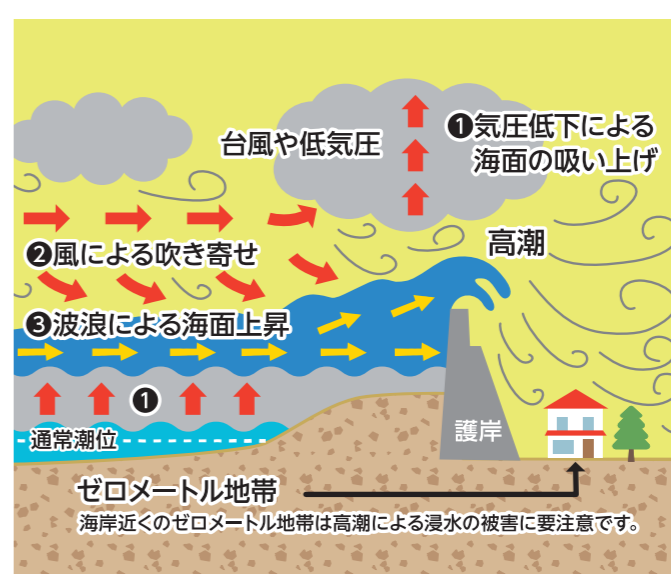 台風や低気圧
❶気圧低下による
海面の吸い上げ
❷風による吹き寄せ
高潮
❸波浪による海面上昇
❶
通常潮位
護岸
ゼロメートル地帯
海岸近くのゼロメートル地帯は高潮による浸水の被害に要注意です。